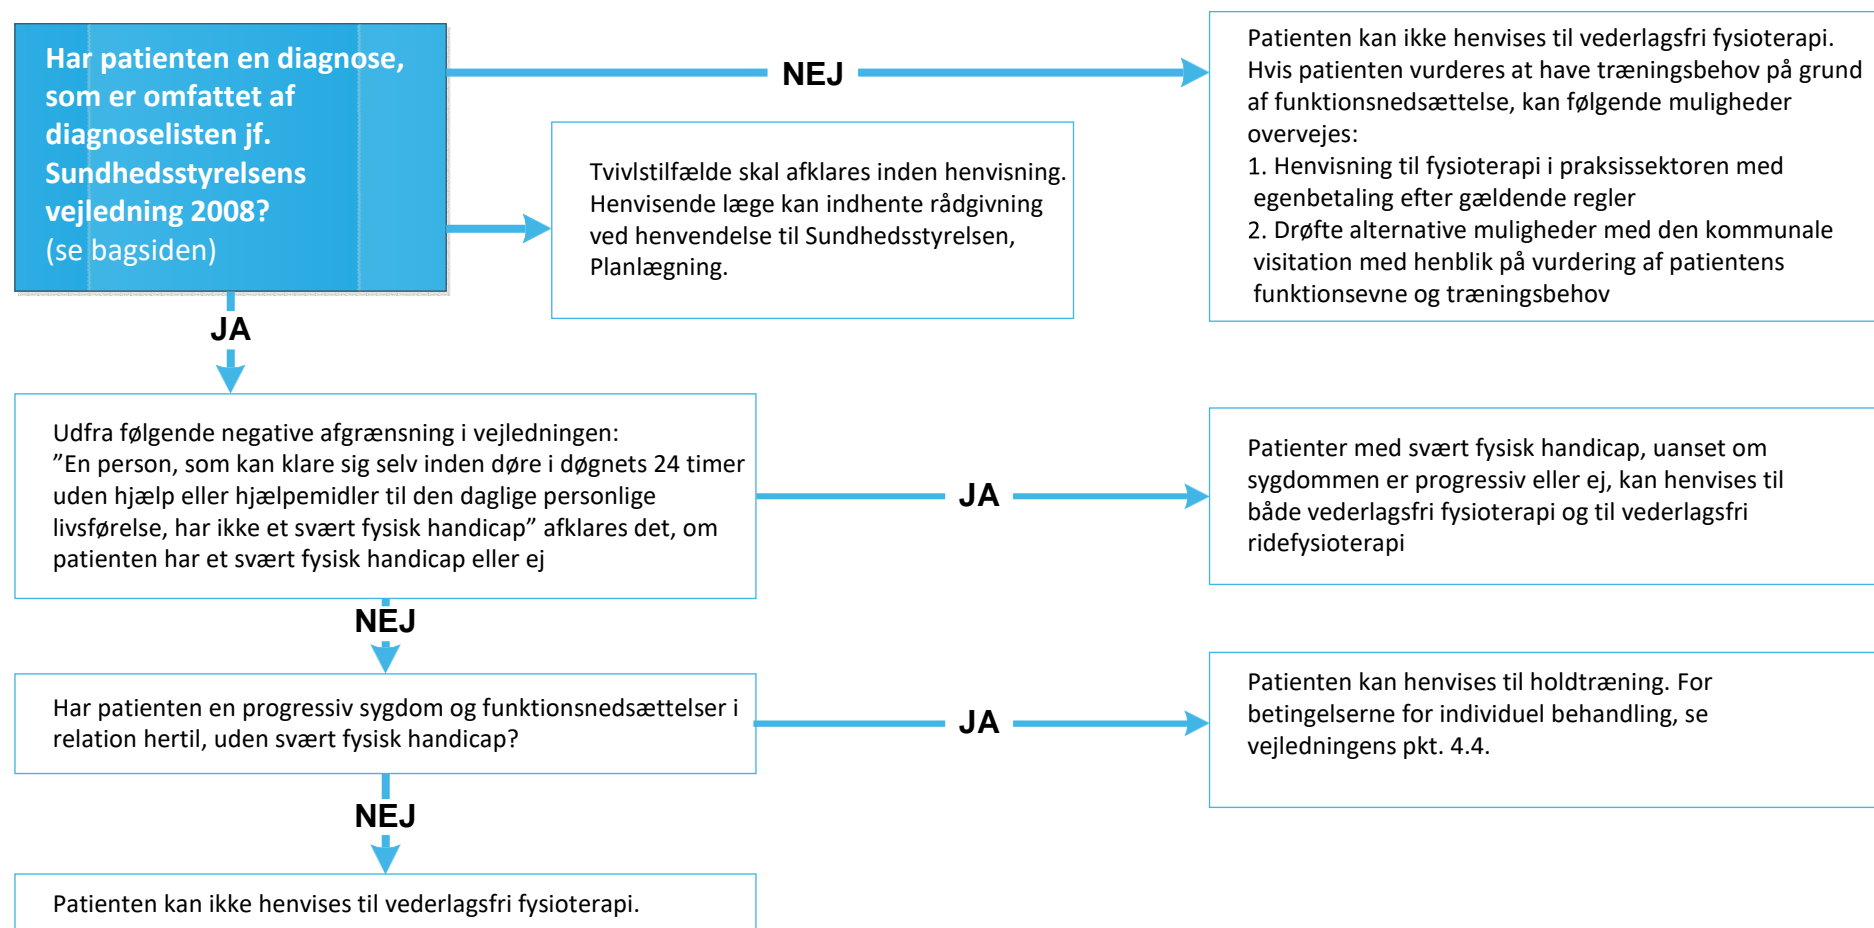 Har patienten en diagnose,
som er omfattet af
diagnoselisten jf.
Sundhedsstyrelsens
vejledning 2008?
(se bagsiden)
NEJ
Patienten kan ikke henvises til vederlagsfri fysioterapi.
Hvis patienten vurderes at have træningsbehov på grund
af funktionsnedsættelse, kan følgende muligheder
overvejes:
1. Henvisning til fysioterapi i praksissektoren med
egenbetaling efter gældende regler
2. Drøfte alternative muligheder med den kommunale
visitation med henblik på vurdering af patientens
funktionsevne og træningsbehov
Tvivlstilfælde skal afklares inden henvisning.
Henvisende læge kan indhente rådgivning
ved henvendelse til Sundhedsstyrelsen,
Planlægning.
JA
Udfra følgende negative afgrænsning i vejledningen:
”En person, som kan klare sig selv inden døre i døgnets 24 timer
uden hjælp eller hjælpemidler til den daglige personlige
livsførelse, har ikke et svært fysisk handicap” afklares det, om
patienten har et svært fysisk handicap eller ej
JA
Patienter med svært fysisk handicap, uanset om
sygdommen er progressiv eller ej, kan henvises til
både vederlagsfri fysioterapi og til vederlagsfri
ridefysioterapi
NEJ
Har patienten en progressiv sygdom og funktionsnedsættelser i
relation hertil, uden svært fysisk handicap?
JA
Patienten kan henvises til holdtræning. For
betingelserne for individuel behandling, se
vejledningens pkt. 4.4.
NEJ
Patienten kan ikke henvises til vederlagsfri fysioterapi.